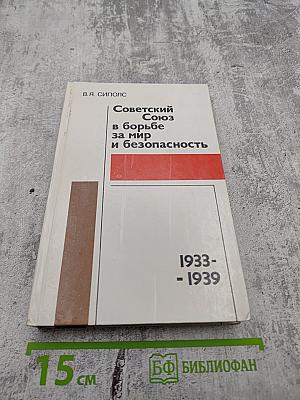 В.Я. СИПОЛС
Советский
Союз
в борьбе
за мир
и безопасность
1933-
-1939
15 см
БФ БИБЛИОФАН